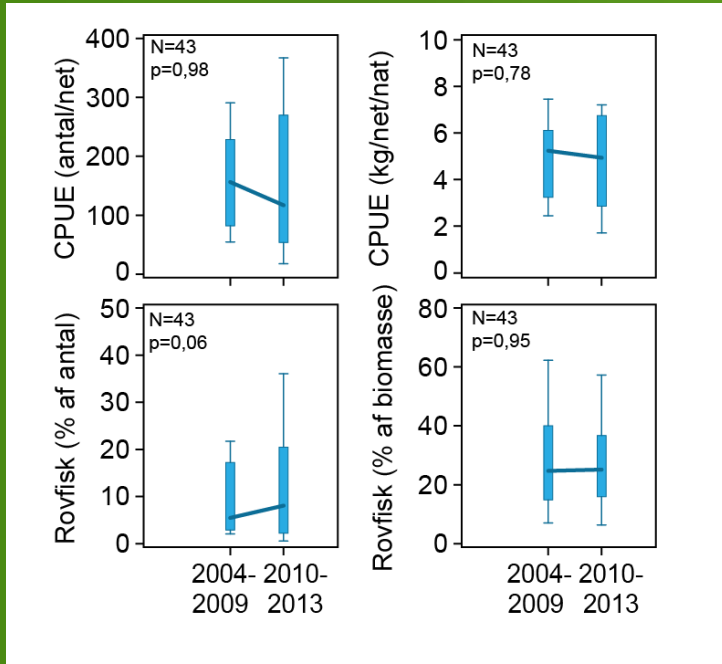 CPUE (antal/net)
400
300
200
100
0
N=43
p=0,98
CPUE (kg/net/nat)
10
8
6
4
2
0
N=43
p=0,78
Rovfisk (% af antal)
50
40
30
20
10
0
N=43
p=0,06
2004-
2009
2010-
2013
Rovfisk (% af biomasse)
80
60
40
20
0
N=43
p=0,95
2004-
2009
2010-
2013